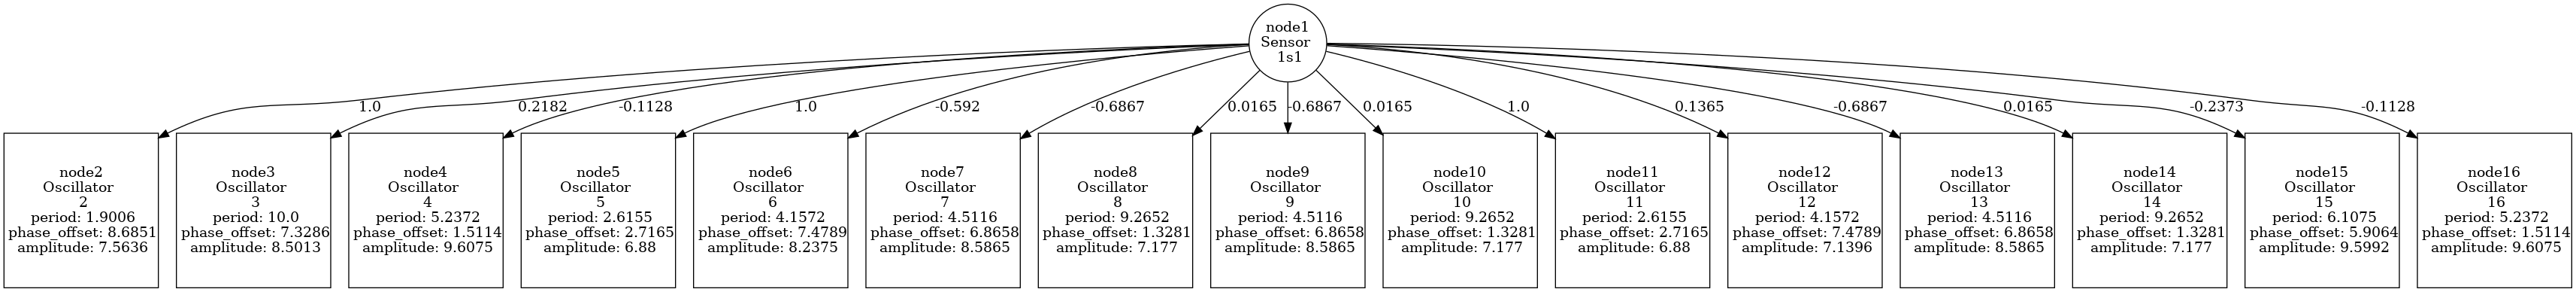 node1
Sensor
1s1
1.0
0.2182
-0.1128
1.0
-0.592
-0.6867
0.0165
-0.6867
0.0165
1.0
0.1365
-0.6867
0.0165
-0.2373
-0.1128
node2
Oscillator
2
period: 1.9006
phase_offset: 8.6851
amplitude: 7.5636
node3
Oscillator
3
period: 10.0
phase_offset: 7.3286
amplitude: 8.5013
node4
Oscillator
4
period: 5.2372
phase_offset: 1.5114
amplitude: 9.6075
node5
Oscillator
5
period: 2.6155
phase_offset: 2.7165
amplitude: 6.88
node6
Oscillator
6
period: 4.1572
phase_offset: 7.4789
amplitude: 8.2375
node7
Oscillator
7
period: 4.5116
phase_offset: 6.8658
amplitude: 8.5865
node8
Oscillator
8
period: 9.2652
phase_offset: 1.3281
amplitude: 7.177
node9
Oscillator
9
period: 4.5116
phase_offset: 6.8658
amplitude: 8.5865
node10
Oscillator
10
period: 9.2652
phase_offset: 1.3281
amplitude: 7.177
node11
Oscillator
11
period: 2.6155
phase_offset: 2.7165
amplitude: 6.88
node12
Oscillator
12
period: 4.1572
phase_offset: 7.4789
amplitude: 7.1396
node13
Oscillator
13
period: 4.5116
phase_offset: 6.8658
amplitude: 8.5865
node14
Oscillator
14
period: 9.2652
phase_offset: 1.3281
amplitude: 7.177
node15
Oscillator
15
period: 6.1075
phase_offset: 5.9064
amplitude: 9.5992
node16
Oscillator
16
period: 5.2372
phase_offset: 1.5114
amplitude: 9.6075